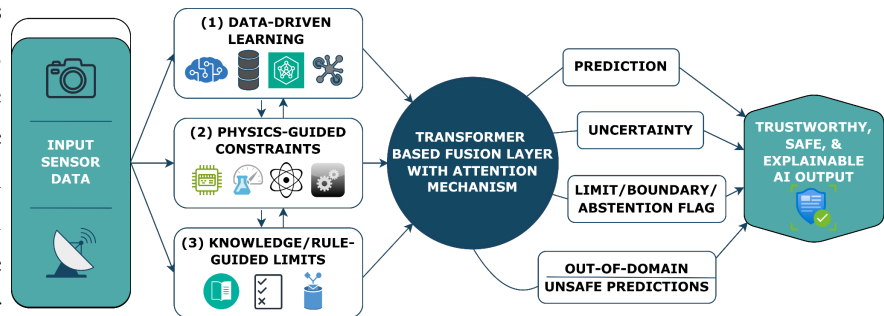 INPUT
SENSOR
DATA
(1) DATA-DRIVEN
LEARNING
(2) PHYSICS-GUIDED
CONSTRAINTS
(3) KNOWLEDGE/RULE-
GUIDED LIMITS
TRANSFORMER
BASED FUSION LAYER
WITH ATTENTION
MECHANISM
PREDICTION
UNCERTAINTY
LIMIT/BOUNDARY/
ABSTENTION FLAG
OUT-OF-DOMAIN
UNSAFE PREDICTIONS
TRUSTWORTHY,
SAFE, &
EXPLAINABLE
AI OUTPUT